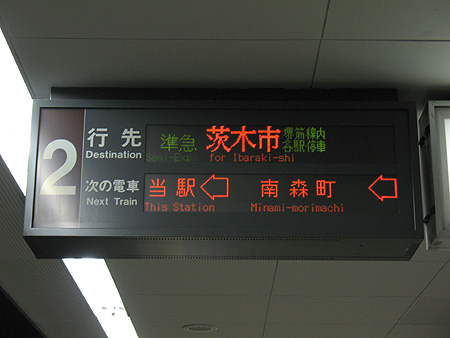 2
行先 準急 茨木市 堺筋線内
各駅停車
Destination Semi-Exp. for Ibaraki-shi
次の電車 当駅 ← 南森町 ←
Next Train This Station Minami-morimachi